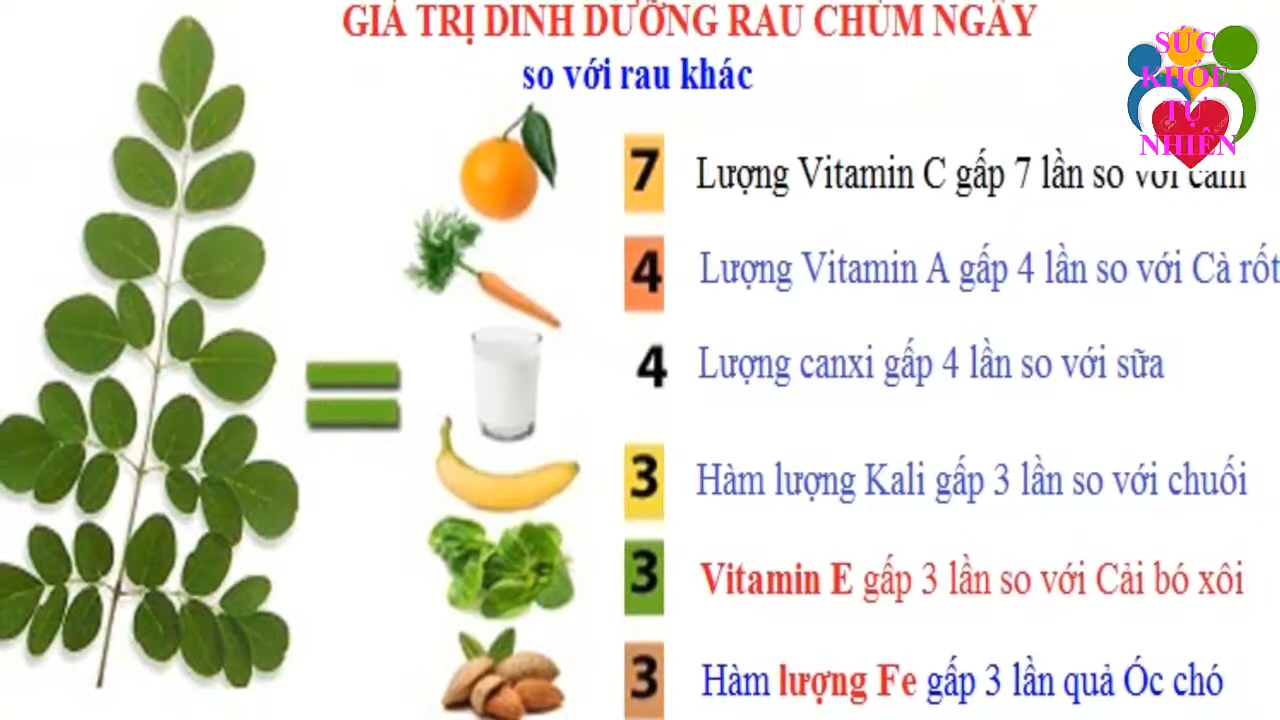 GIÁ TRỊ DINH DƯỠNG RAU CHÙM NGÂY
so với rau khác
SỨC
KHỎE
TỰ
NHIÊN
7 Lượng Vitamin C gấp 7 lần so với cam
4 Lượng Vitamin A gấp 4 lần so với Cà rốt
4 Lượng canxi gấp 4 lần so với sữa
3 Hàm lượng Kali gấp 3 lần so với chuối
3 Vitamin E gấp 3 lần so với Cải bó xôi
3 Hàm lượng Fe gấp 3 lần quả Óc chó